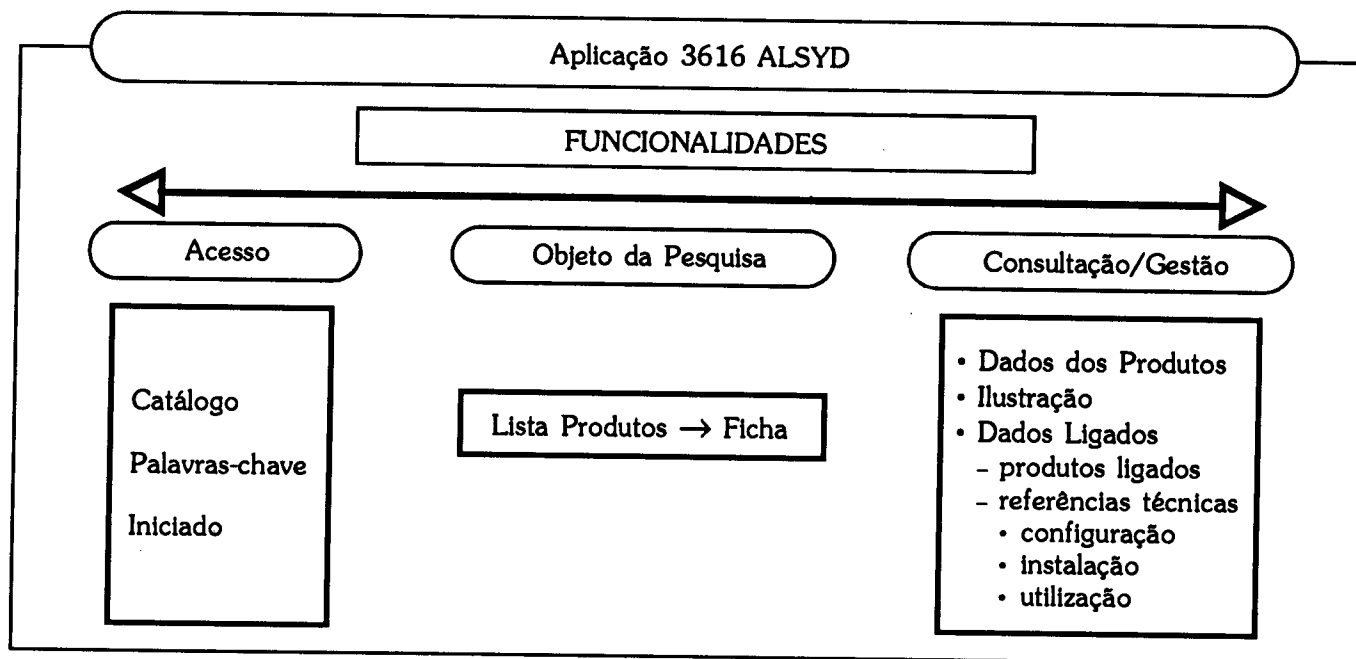 Aplicação 3616 ALSYD
FUNCIONALIDADES
Acesso
Objeto da Pesquisa
Consultação/Gestão
Catálogo
Palavras-chave
Iniciado
Lista Produtos → Ficha
• Dados dos Produtos
• Ilustração
• Dados Ligados
– produtos ligados
– referências técnicas
• configuração
• instalação
• utilização